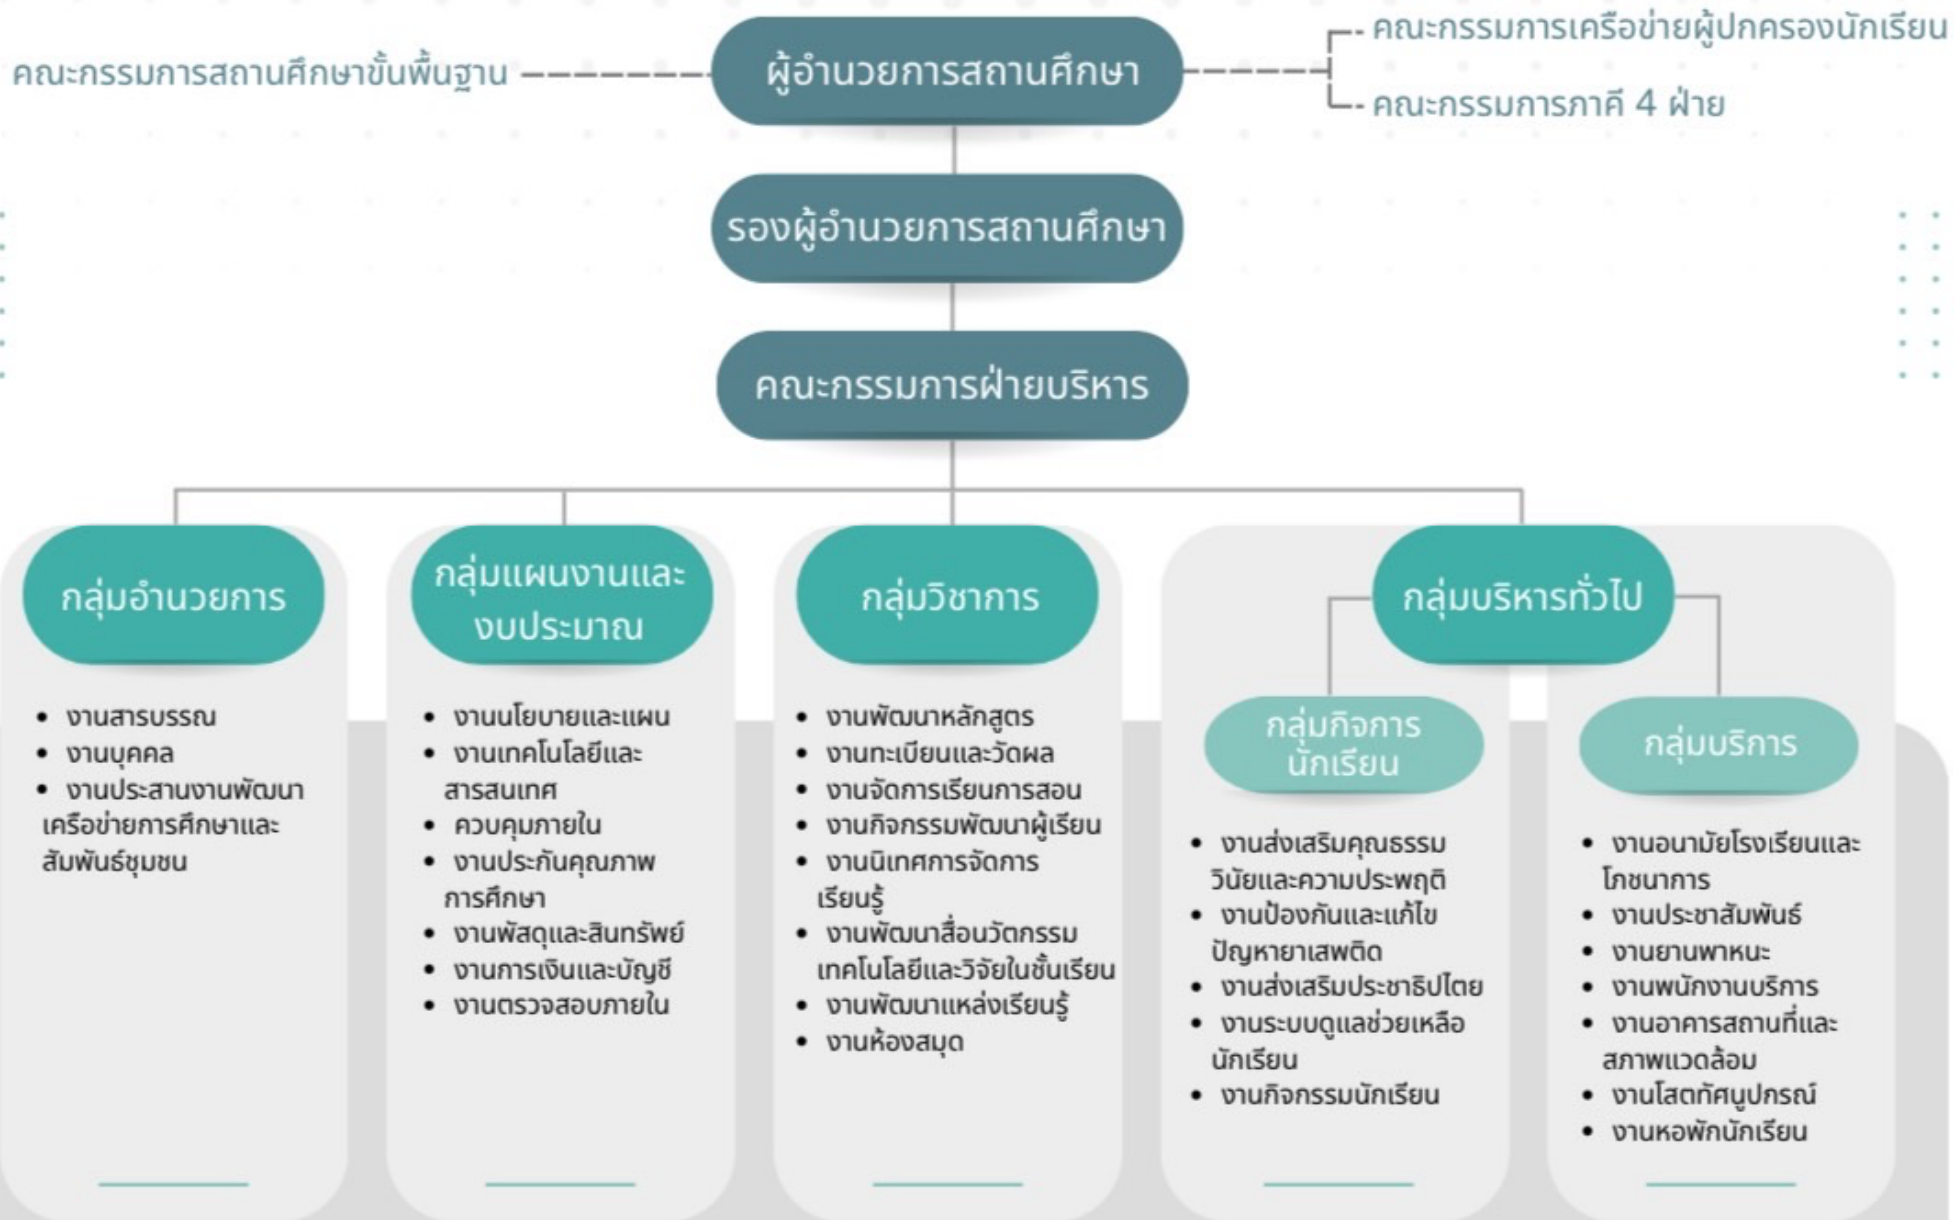 คณะกรรมการสถานศึกษาขั้นพื้นฐาน
ผู้อำนวยการสถานศึกษา
คณะกรรมการเครือข่ายผู้ปกครองนักเรียน
คณะกรรมการภาคี 4 ฝ่าย
รองผู้อำนวยการสถานศึกษา
คณะกรรมการฝ่ายบริหาร
กลุ่มอำนวยการ
• งานสารบรรณ
• งานบุคคล
• งานประสานงานพัฒนา
เครือข่ายการศึกษาและ
สัมพันธ์ชุมชน
กลุ่มแผนงานและ
งบประมาณ
• งานนโยบายและแผน
• งานเทคโนโลยีและ
สารสนเทศ
• ควบคุมภายใน
• งานประกันคุณภาพ
การศึกษา
• งานพัสดุและสินทรัพย์
• งานการเงินและบัญชี
• งานตรวจสอบภายใน
กลุ่มวิชาการ
• งานพัฒนาหลักสูตร
• งานทะเบียนและวัดผล
• งานจัดการเรียนการสอน
• งานกิจกรรมพัฒนาผู้เรียน
• งานนิเทศการจัดการ
เรียนรู้
• งานพัฒนาสื่อนวัตกรรม
เทคโนโลยีและวิจัยในชั้นเรียน
• งานพัฒนาแหล่งเรียนรู้
• งานห้องสมุด
กลุ่มบริหารทั่วไป
กลุ่มกิจการ
นักเรียน
• งานส่งเสริมคุณธรรม
วินัยและความประพฤติ
• งานป้องกันและแก้ไข
ปัญหายาเสพติด
• งานส่งเสริมประชาธิปไตย
• งานระบบดูแลช่วยเหลือ
นักเรียน
• งานกิจกรรมนักเรียน
กลุ่มบริการ
• งานอนามัยโรงเรียนและ
โภชนาการ
• งานประชาสัมพันธ์
• งานยานพาหนะ
• งานพนักงานบริการ
• งานอาคารสถานที่และ
สภาพแวดล้อม
• งานโสตทัศนูปกรณ์
• งานหอพักนักเรียน